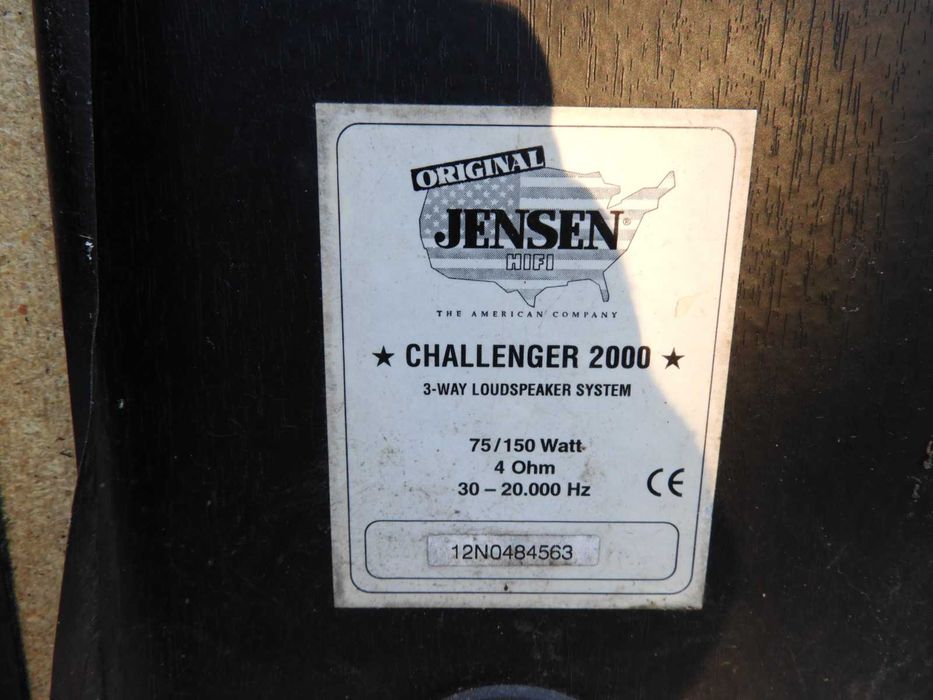 ORIGINAL
JENSEN®
HIFI
THE AMERICAN COMPANY
★ CHALLENGER 2000 ★
3-WAY LOUDSPEAKER SYSTEM
75/150 Watt
4 Ohm
30 – 20.000 Hz
CE
12N0484563